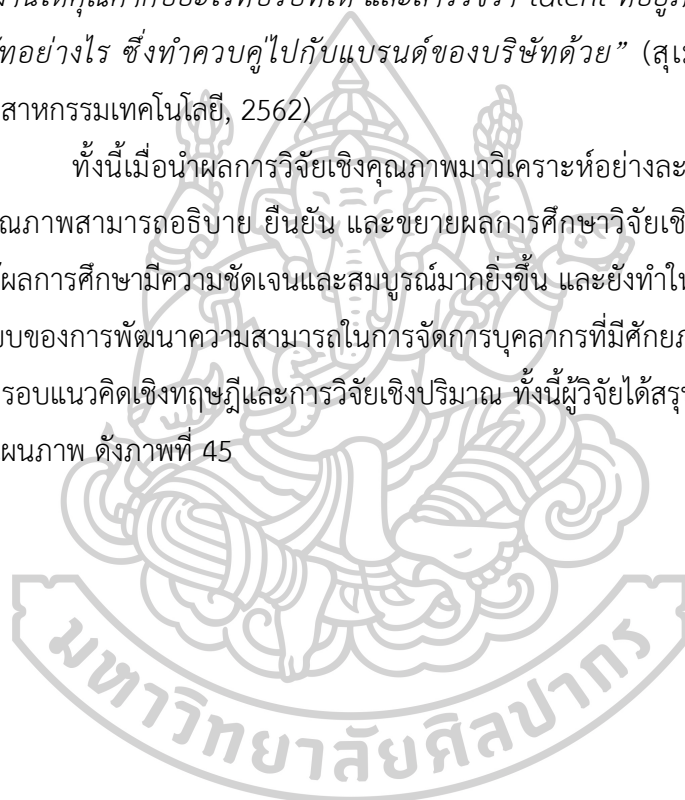 งานให้คุณค่ากับอะไรที่บริษัทให้ และสำรวจว่า talent ที่อยู่
ัทอย่างไร ซึ่งทำควบคู่ไปกับแบรนด์ของบริษัทด้วย" (สุเม
สาหกรรมเทคโนโลยี, 2562)
ทั้งนี้เมื่อนำผลการวิจัยเชิงคุณภาพมาวิเคราะห์อย่างละ
ณภาพสามารถอธิบาย ยืนยัน และขยายผลการศึกษาวิจัยเชิ
ผลการศึกษามีความชัดเจนและสมบูรณ์มากยิ่งขึ้น และยังทำให
บบของการพัฒนาความสามารถในการจัดการบุคลากรที่มีศักยภ
รอบแนวคิดเชิงทฤษฎีและการวิจัยเชิงปริมาณ ทั้งนี้ผู้วิจัยได้สรุ
ผนภาพ ดังภาพที่ 45
มหาวิทยาลัยศิลปากร